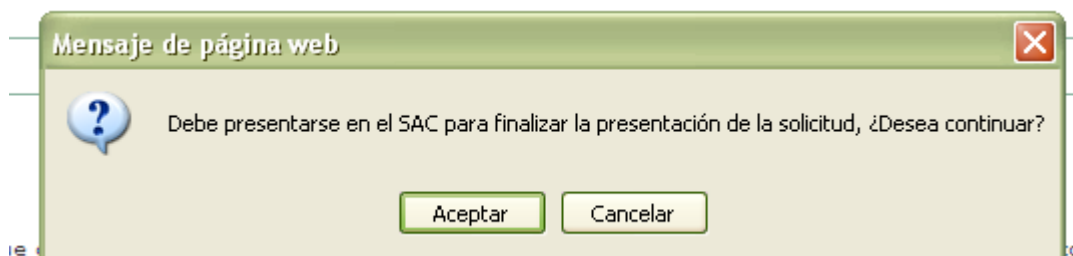 Mensaje de página web
Debe presentarse en el SAC para finalizar la presentación de la solicitud, ¿Desea continuar?
Aceptar
Cancelar